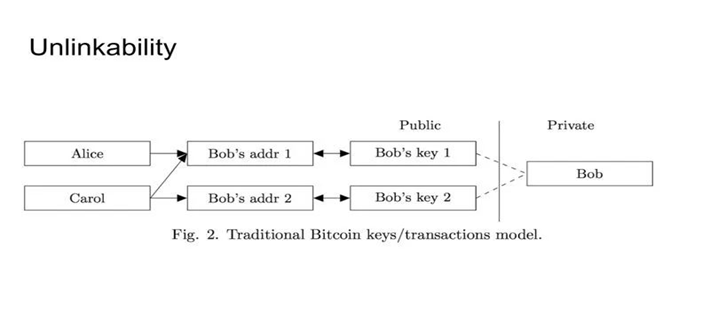 Unlinkability
Public Private
Alice Bob's addr 1 Bob's key 1
Bob
Carol Bob's addr 2 Bob's key 2
Fig. 2. Traditional Bitcoin keys/transactions model.